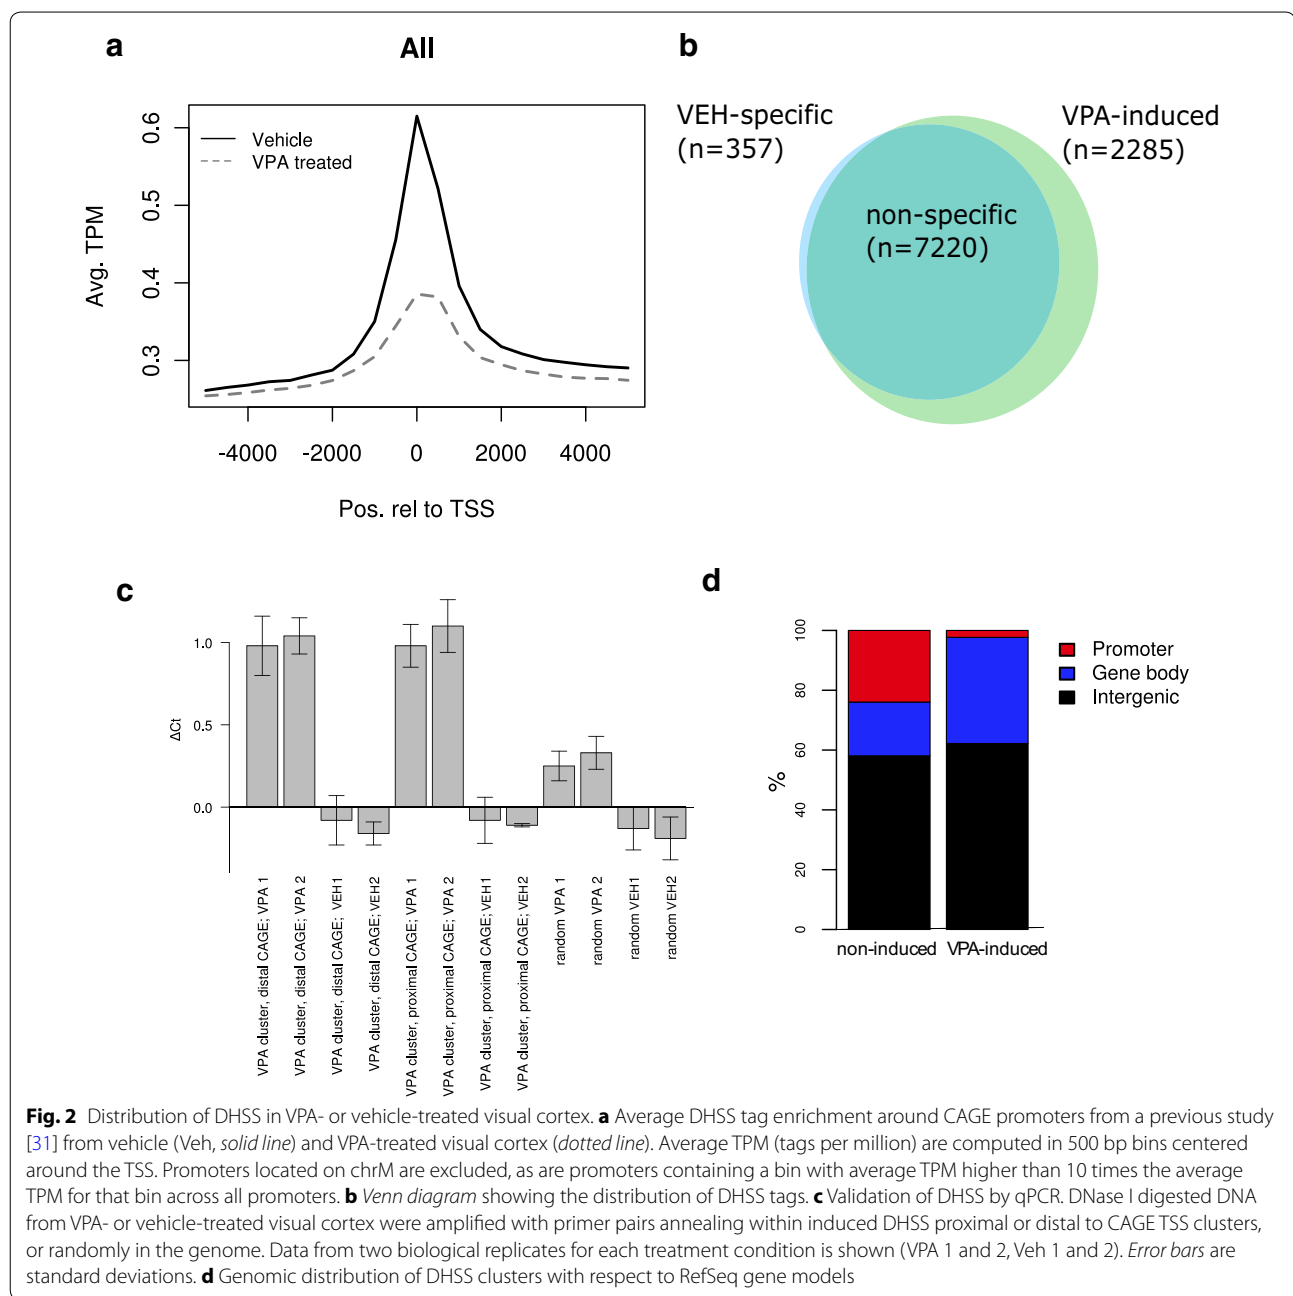 a
All
Vehicle
VPA treated
0.6
0.5
0.4
0.3
Avg. TPM
-4000
-2000
0
2000
4000
Pos. rel to TSS
b
VEH-specific
(n=357)
VPA-induced
(n=2285)
non-specific
(n=7220)
c
1.0
0.5
0.0
ΔCt
VPA cluster, distal CAGE; VPA 1
VPA cluster, distal CAGE; VPA 2
VPA cluster, distal CAGE; VEH1
VPA cluster, distal CAGE; VEH2
VPA cluster, proximal CAGE; VPA 1
VPA cluster, proximal CAGE; VPA 2
VPA cluster, proximal CAGE; VEH1
VPA cluster, proximal CAGE; VEH2
random VPA 1
random VPA 2
random VEH1
random VEH2
d
100
80
60
40
20
0
%
non-induced
VPA-induced
Promoter
Gene body
Intergenic
Fig. 2 Distribution of DHSS in VPA- or vehicle-treated visual cortex. a Average DHSS tag enrichment around CAGE promoters from a previous study
[31] from vehicle (Veh, solid line) and VPA-treated visual cortex (dotted line). Average TPM (tags per million) are computed in 500 bp bins centered
around the TSS. Promoters located on chrM are excluded, as are promoters containing a bin with average TPM higher than 10 times the average
TPM for that bin across all promoters. b Venn diagram showing the distribution of DHSS tags. c Validation of DHSS by qPCR. DNase I digested DNA
from VPA- or vehicle-treated visual cortex were amplified with primer pairs annealing within induced DHSS proximal or distal to CAGE TSS clusters,
or randomly in the genome. Data from two biological replicates for each treatment condition is shown (VPA 1 and 2, Veh 1 and 2). Error bars are
standard deviations. d Genomic distribution of DHSS clusters with respect to RefSeq gene models